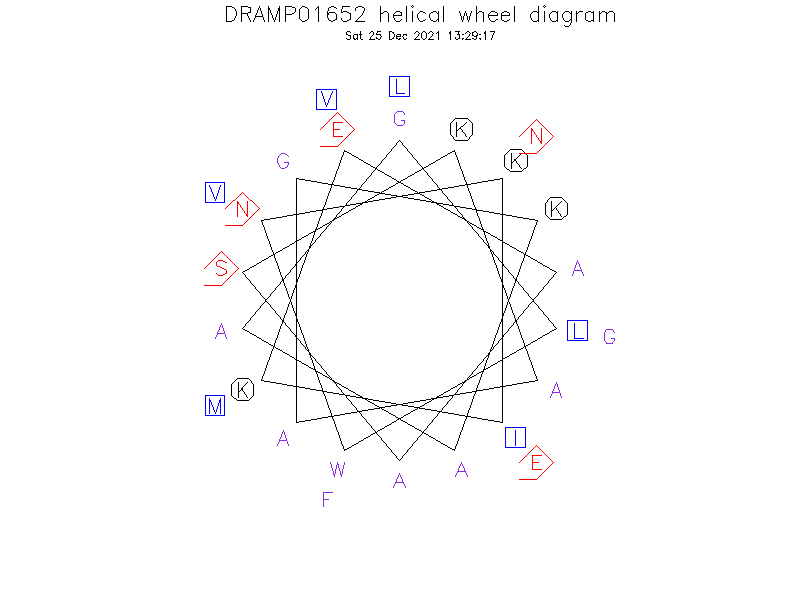 DRAMP01652 helical wheel diagram
Sat 25 Dec 2021 13:29:17
L
V
G
E
K
N
G
K
V
N
K
S
A
A
L
G
K
A
M
A
I
W
A
A
E
F